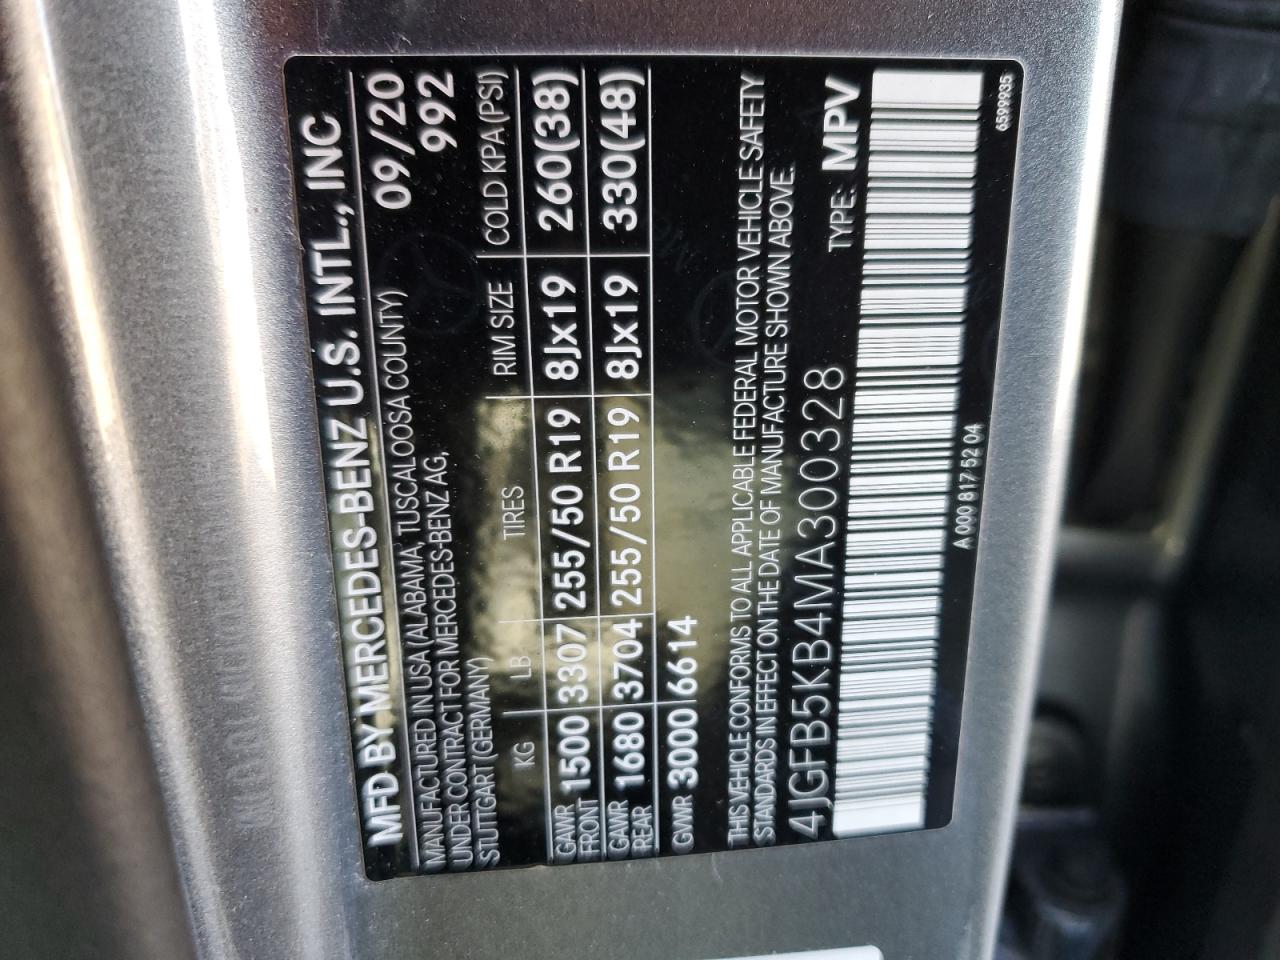 MFD BY MERCEDES-BENZ U.S. INTL., INC
MANUFACTURED IN USA (ALABAMA, TUSCALOOSA COUNTY) 09/20
UNDER CONTRACT FOR MERCEDES-BENZ AG, 992
STUTTGART (GERMANY)
KG LB TIRES RIM SIZE COLD KPA (PSI)
GAWR FRONT 1500 3307 255/50 R19 8Jx19 260(38)
GAWR REAR 1680 3704 255/50 R19 8Jx19 330(48)
GVWR 3000 6614
THIS VEHICLE CONFORMS TO ALL APPLICABLE FEDERAL MOTOR VEHICLE SAFETY
STANDARDS IN EFFECT ON THE DATE OF MANUFACTURE SHOWN ABOVE.
4JGFB5KB4MA300328 TYPE: MPV
A 000 817 52 04 6599935